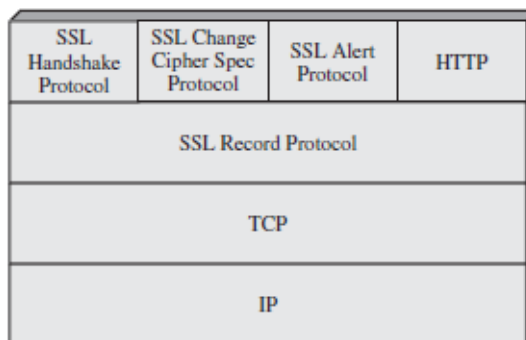 SSL
Handshake
Protocol
SSL Change
Cipher Spec
Protocol
SSL Alert
Protocol
HTTP
SSL Record Protocol
TCP
IP